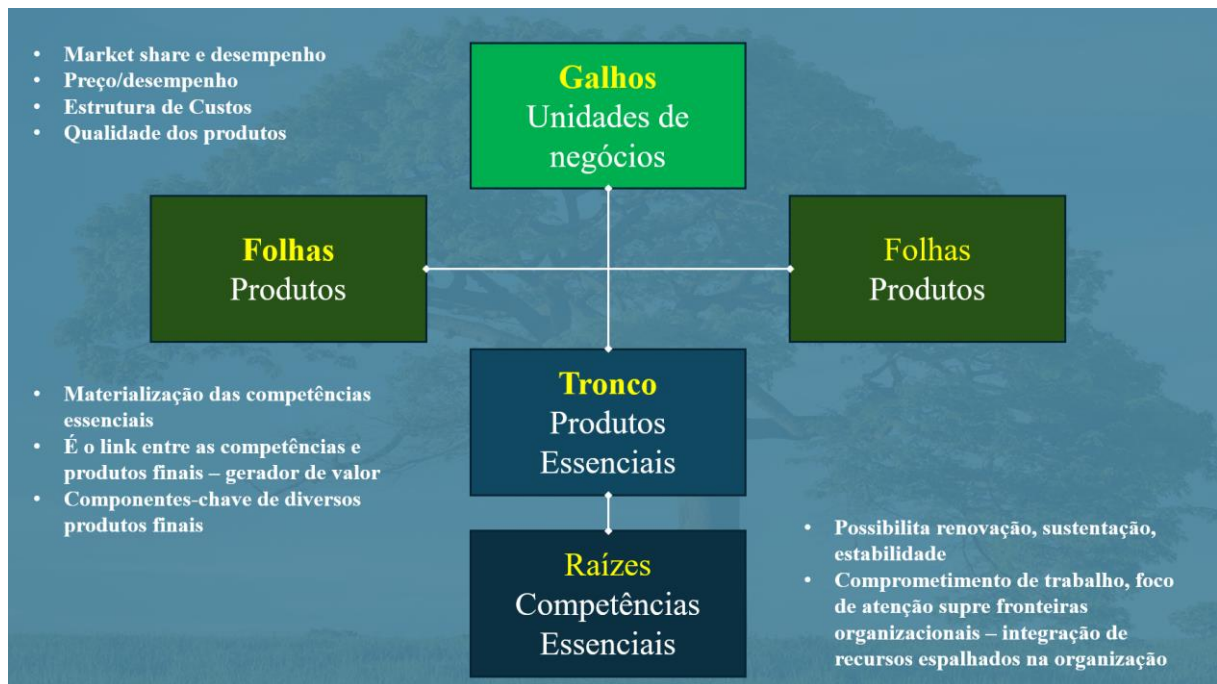 • Market share e desempenho
• Preço/desempenho
• Estrutura de Custos
• Qualidade dos produtos
Galhos
Unidades de
negócios
Folhas
Produtos
Folhas
Produtos
• Materialização das competências
essenciais
• É o link entre as competências e
produtos finais – gerador de valor
• Componentes-chave de diversos
produtos finais
Tronco
Produtos
Essenciais
Raízes
Competências
Essenciais
• Possibilita renovação, sustentação,
estabilidade
• Comprometimento de trabalho, foco
de atenção supre fronteiras
organizacionais – integração de
recursos espalhados na organização